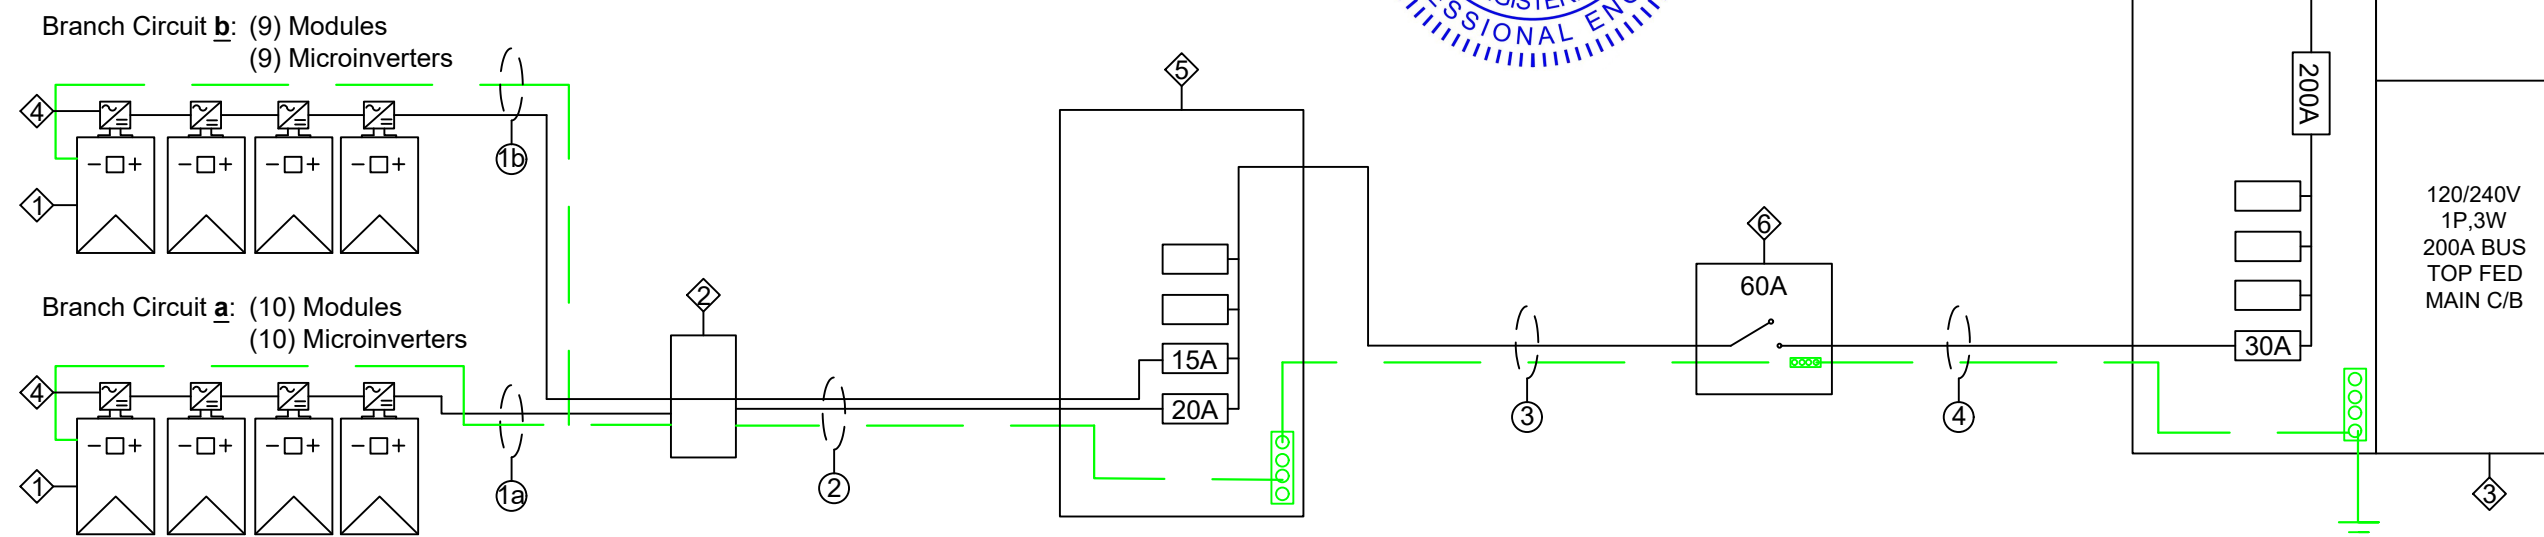 Branch Circuit b: (9) Modules
(9) Microinverters
4
1
1b
Branch Circuit a: (10) Modules
(10) Microinverters
4
1
1a
2
2
5
15A
20A
3
6
60A
4
200A
30A
120/240V
1P,3W
200A BUS
TOP FED
MAIN C/B
3